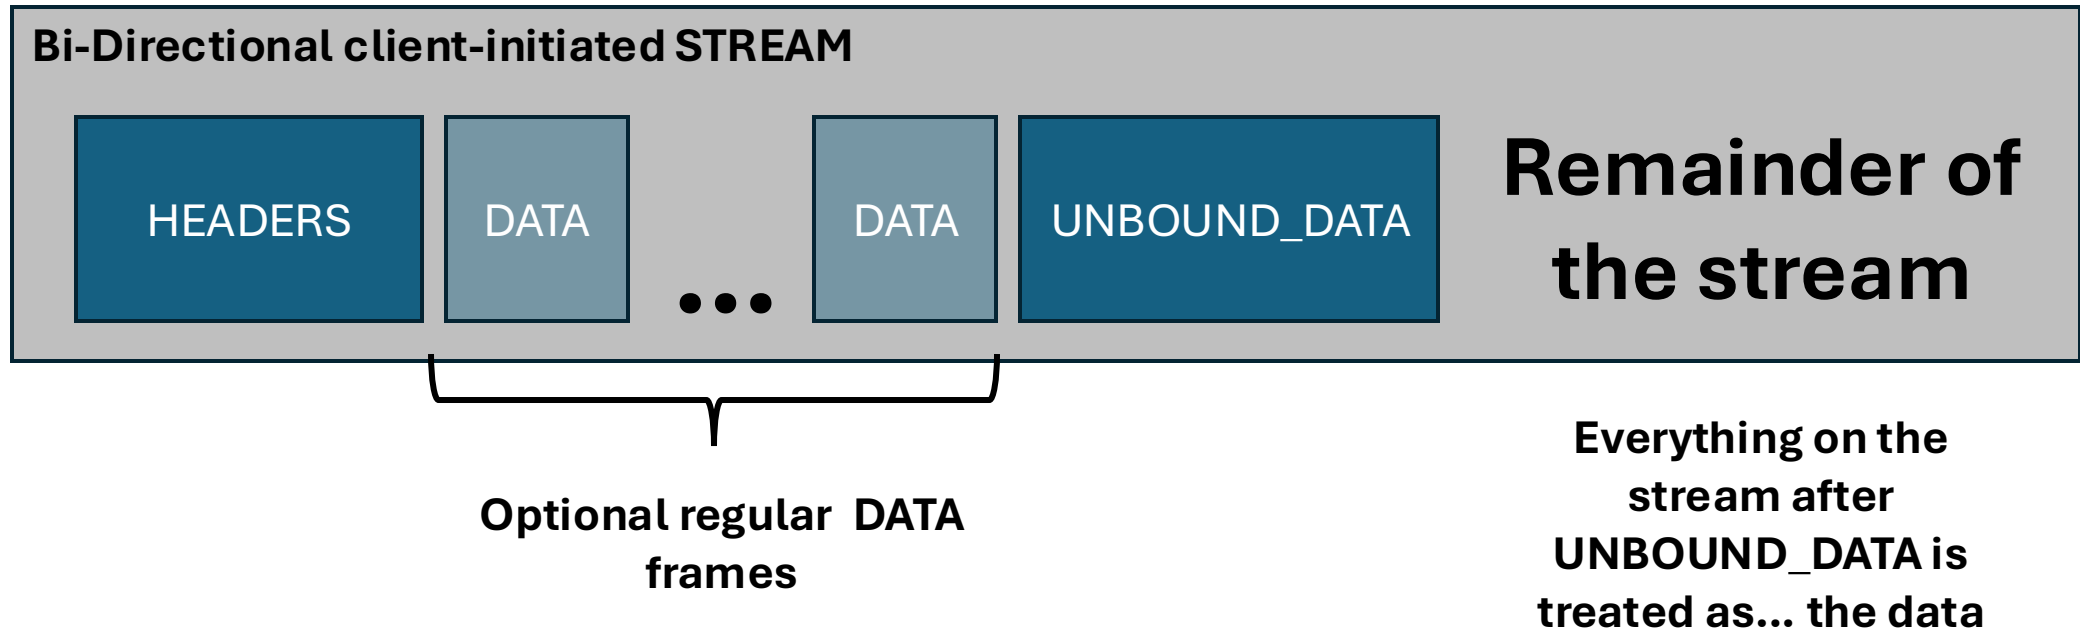 Bi-Directional client-initiated STREAM
HEADERS
DATA
...
DATA
UNBOUND_DATA
Remainder of
the stream
Optional regular DATA
frames
Everything on the
stream after
UNBOUND_DATA is
treated as... the data